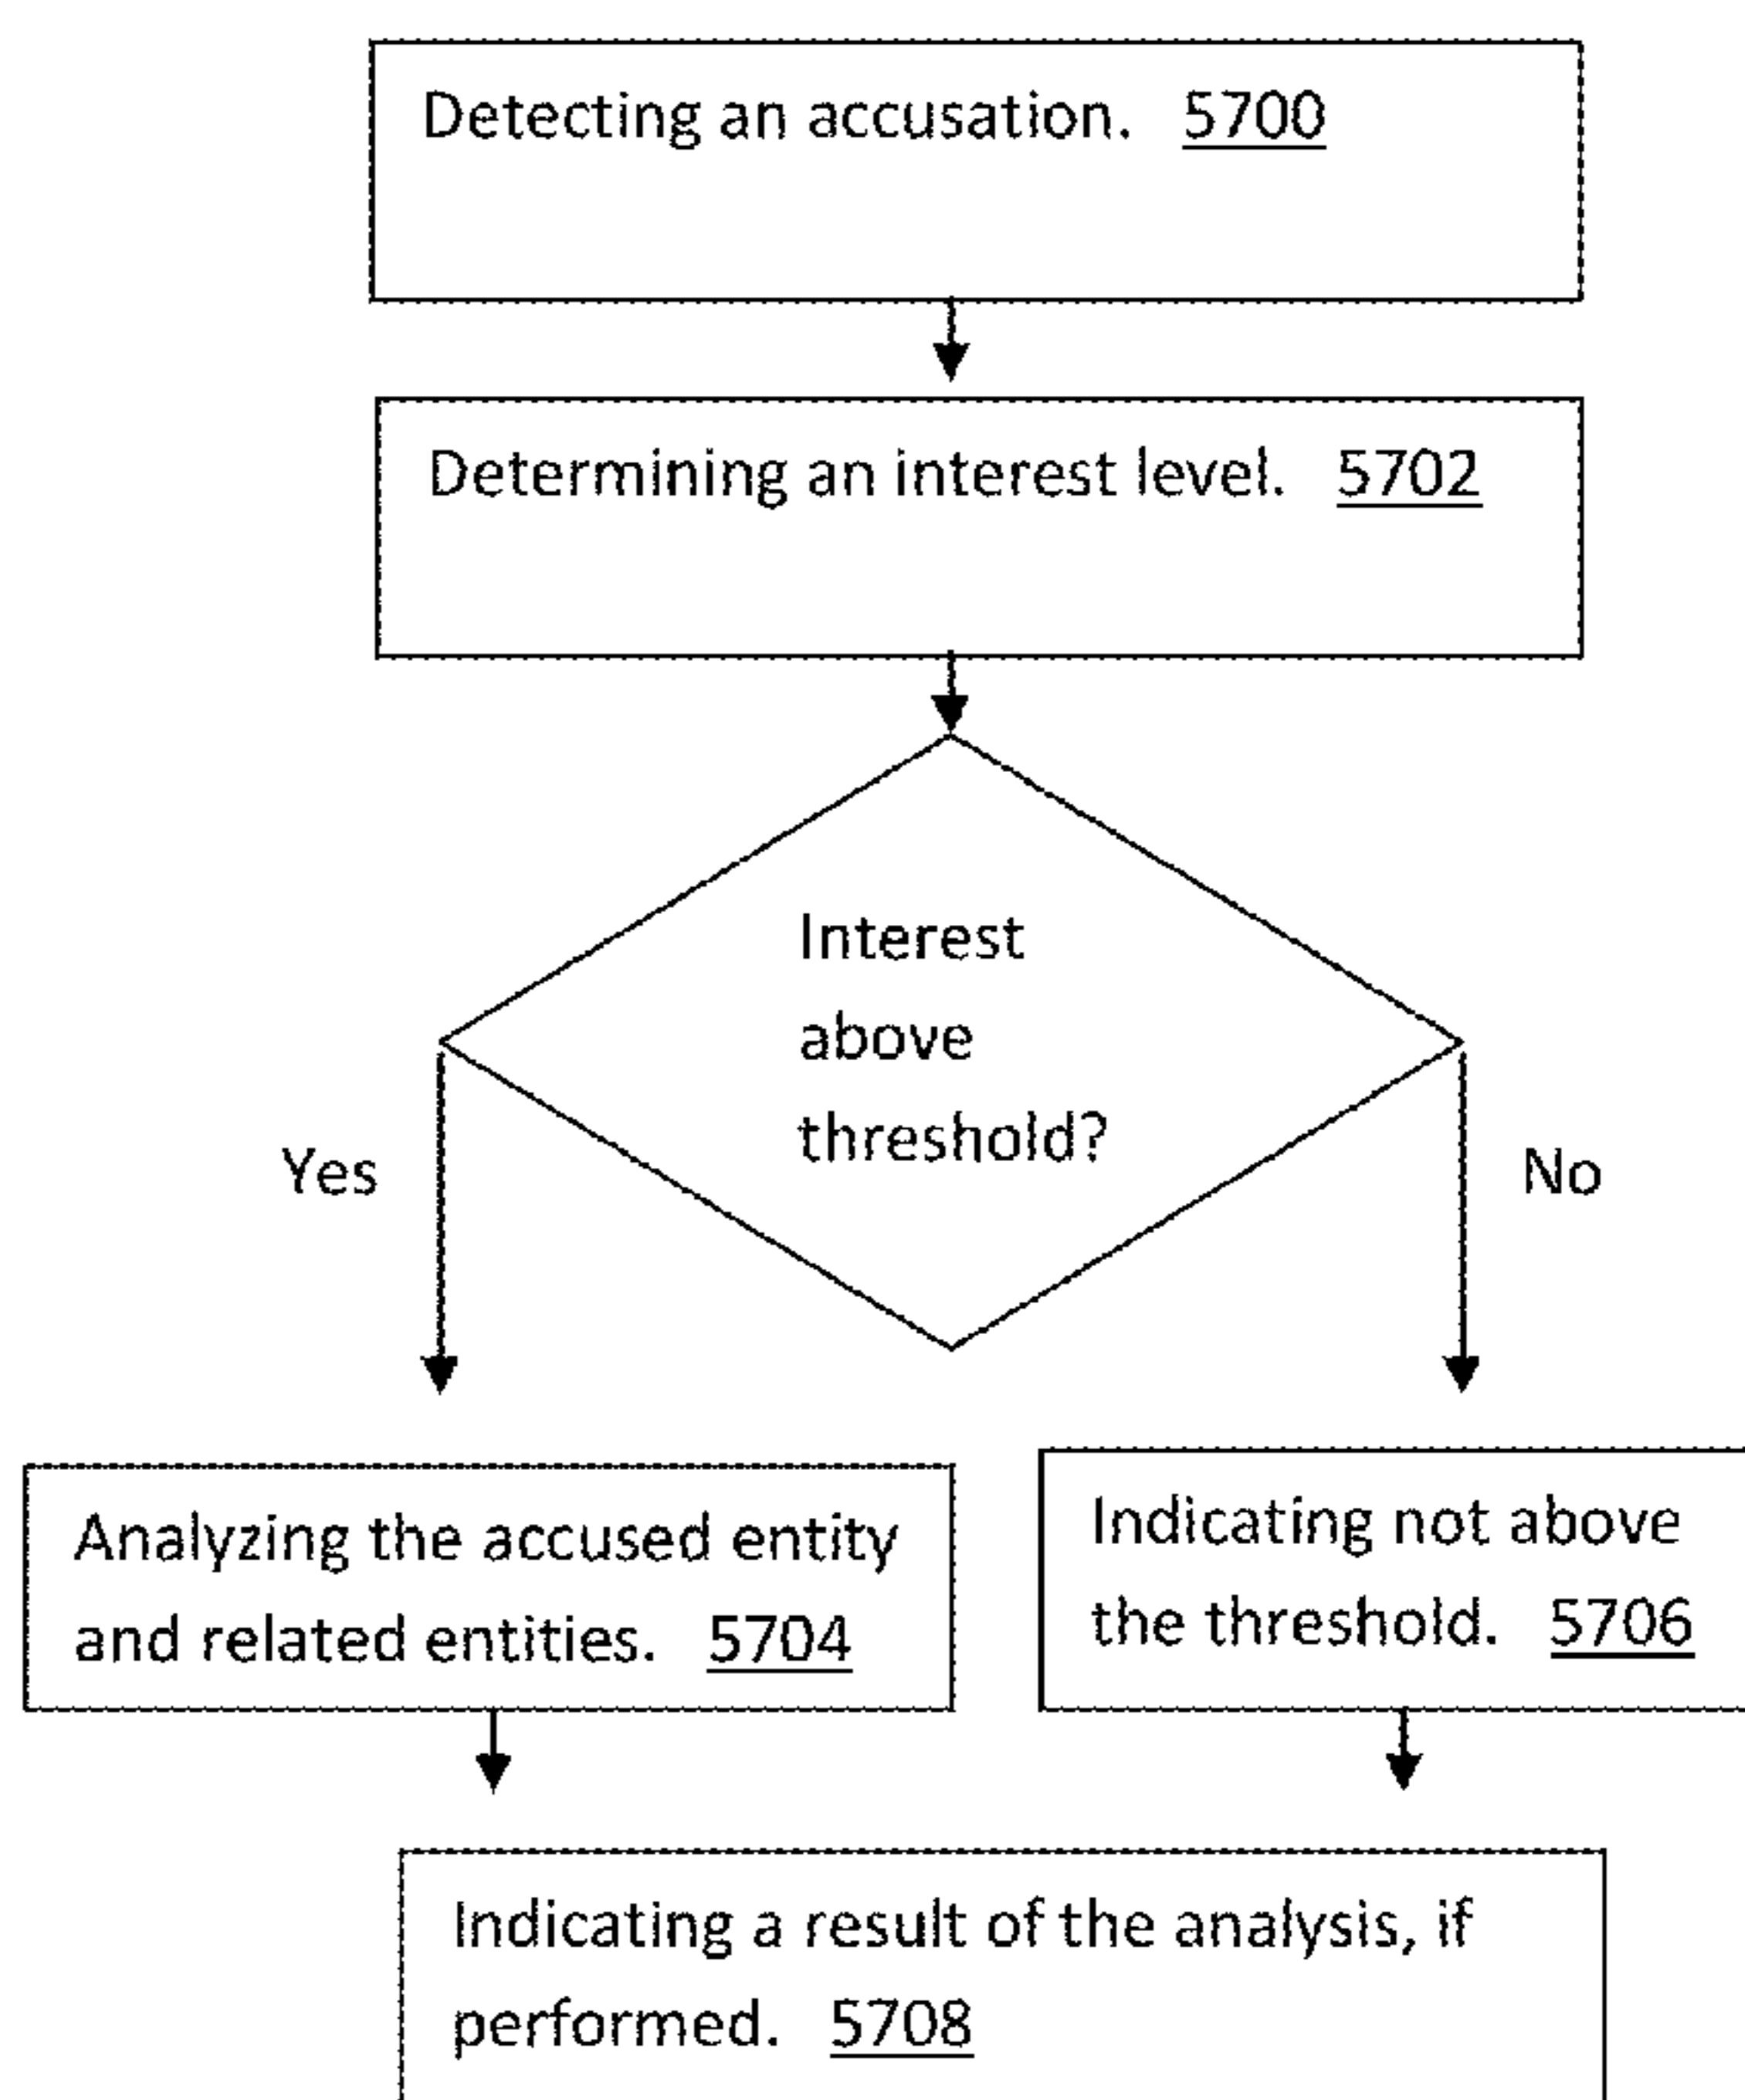 Detecting an accusation. 5700
Determining an interest level. 5702
Interest
above
threshold?
Yes
No
Analyzing the accused entity
and related entities. 5704
Indicating not above
the threshold. 5706
Indicating a result of the analysis, if
performed. 5708